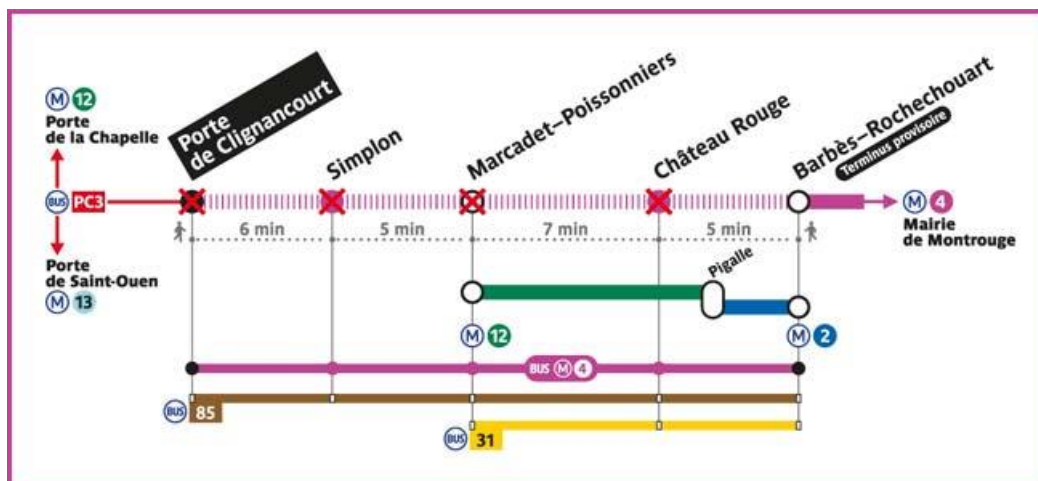 M 12
Porte
de la Chapelle
BUS PC3
Porte
de Saint-Ouen
M 13
Porte
de Clignancourt
Simplon
Marcadet–Poissonniers
Château Rouge
Barbès–Rochechouart
Terminus provisoire
M 4
Mairie
de Montrouge
6 min
5 min
7 min
5 min
Pigalle
M 12
M 2
BUS M 4
BUS 85
BUS 31